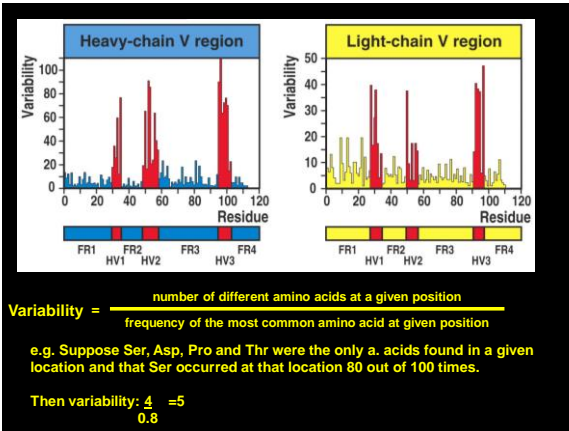 Heavy-chain V region
Light-chain V region
Variability
100
80
60
40
20
0
0 20 40 60 80 100 120
Residue
FR1 FR2 FR3 FR4
HV1 HV2 HV3
Variability
50
40
30
20
10
0
0 20 40 60 80 100 120
Residue
FR1 FR2 FR3 FR4
HV1 HV2 HV3
number of different amino acids at a given position
Variability =
frequency of the most common amino acid at given position
e.g. Suppose Ser, Asp, Pro and Thr were the only a. acids found in a given
location and that Ser occurred at that location 80 out of 100 times.
Then variability: 4 =5
0.8